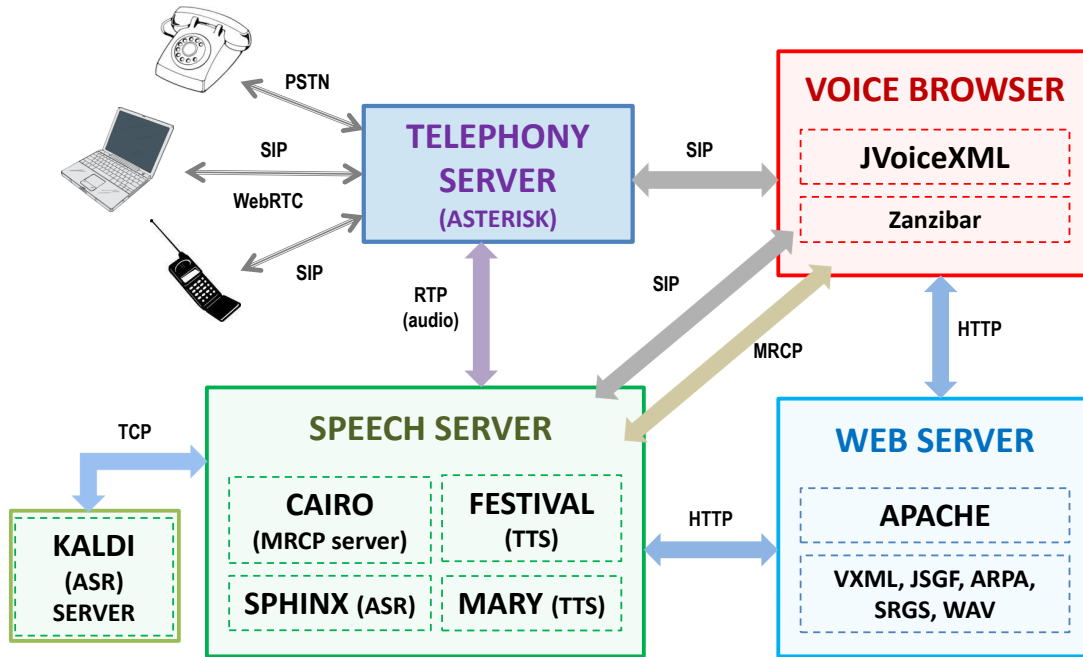 PSTN
SIP
WebRTC
SIP
TELEPHONY
SERVER
(ASTERISK)
SIP
VOICE BROWSER
JVoiceXML
Zanzibar
RTP
(audio)
SIP
MRCP
HTTP
TCP
SPEECH SERVER
CAIRO
(MRCP server)
FESTIVAL
(TTS)
SPHINX (ASR)
MARY (TTS)
KALDI
(ASR)
SERVER
HTTP
WEB SERVER
APACHE
VXML, JSGF, ARPA,
SRGS, WAV